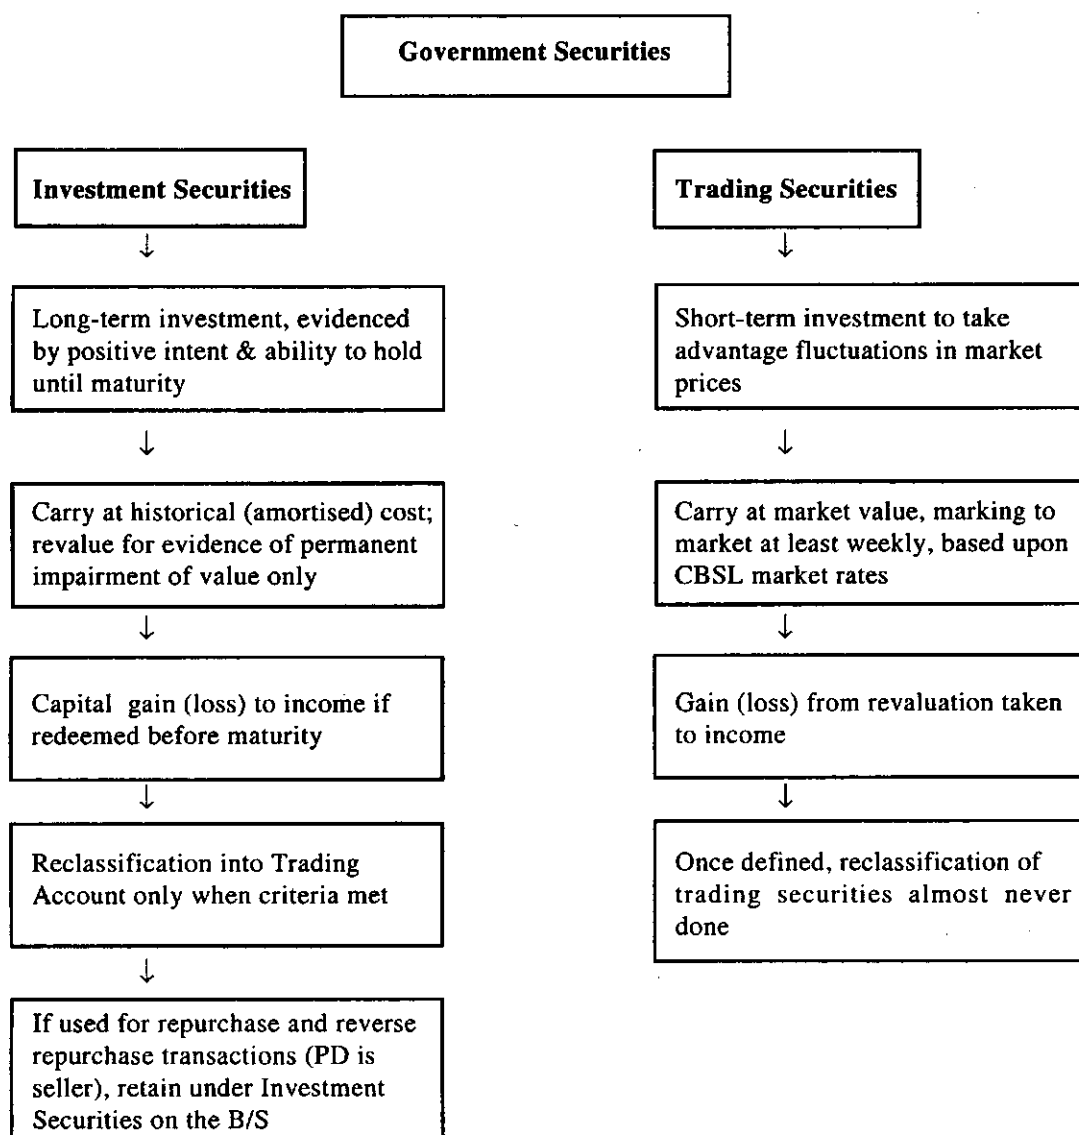 Government Securities
Investment Securities
Long-term investment, evidenced
by positive intent & ability to hold
until maturity
Carry at historical (amortised) cost;
revalue for evidence of permanent
impairment of value only
Capital gain (loss) to income if
redeemed before maturity
Reclassification into Trading
Account only when criteria met
If used for repurchase and reverse
repurchase transactions (PD is
seller), retain under Investment
Securities on the B/S
Trading Securities
Short-term investment to take
advantage fluctuations in market
prices
Carry at market value, marking to
market at least weekly, based upon
CBSL market rates
Gain (loss) from revaluation taken
to income
Once defined, reclassification of
trading securities almost never
done